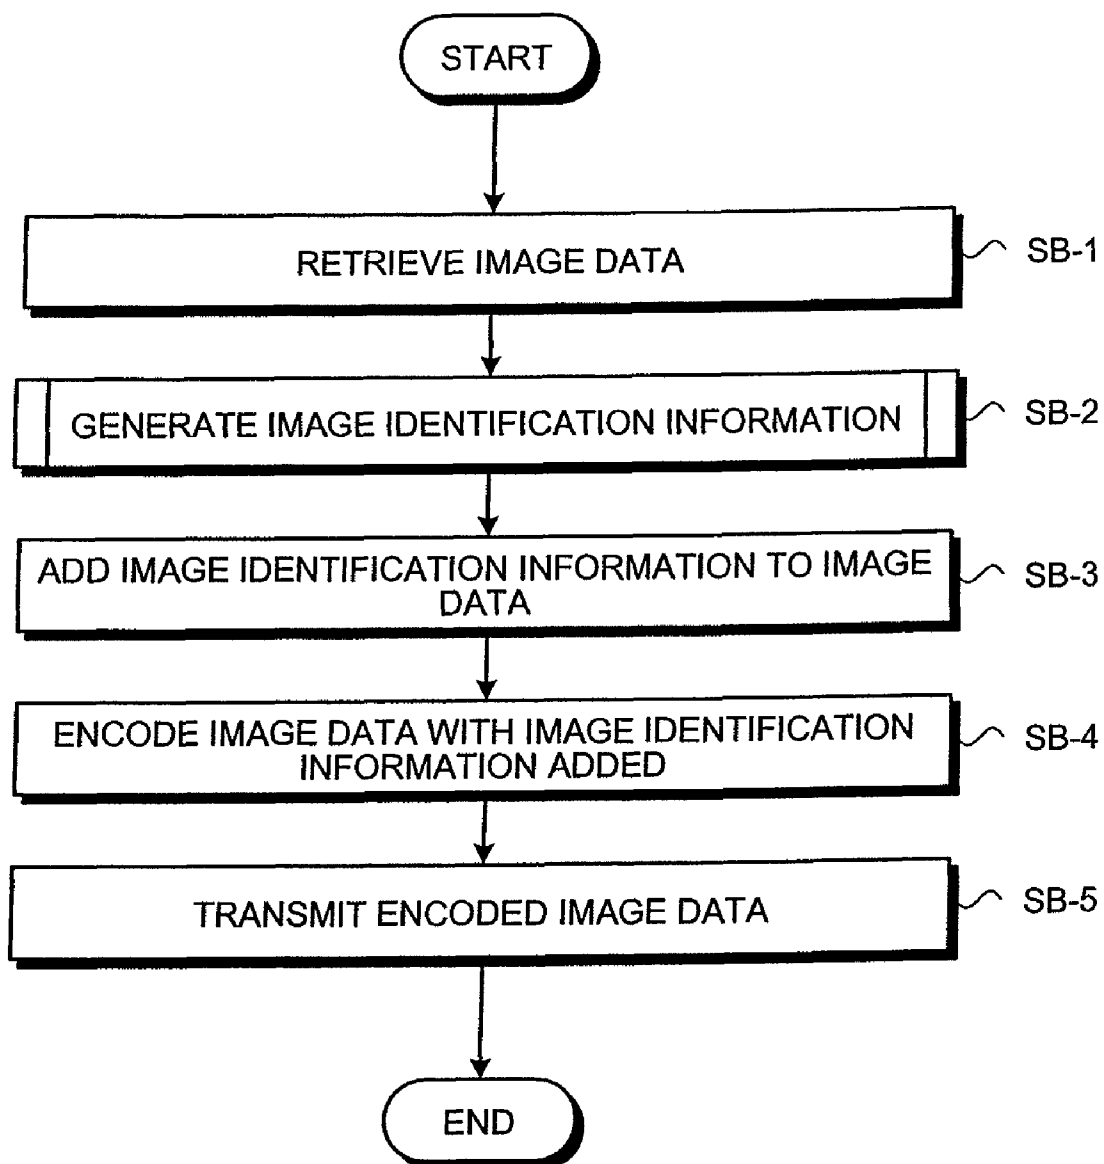 START
RETRIEVE IMAGE DATA
SB-1
GENERATE IMAGE IDENTIFICATION INFORMATION
SB-2
ADD IMAGE IDENTIFICATION INFORMATION TO IMAGE
DATA
SB-3
ENCODE IMAGE DATA WITH IMAGE IDENTIFICATION
INFORMATION ADDED
SB-4
TRANSMIT ENCODED IMAGE DATA
SB-5
END